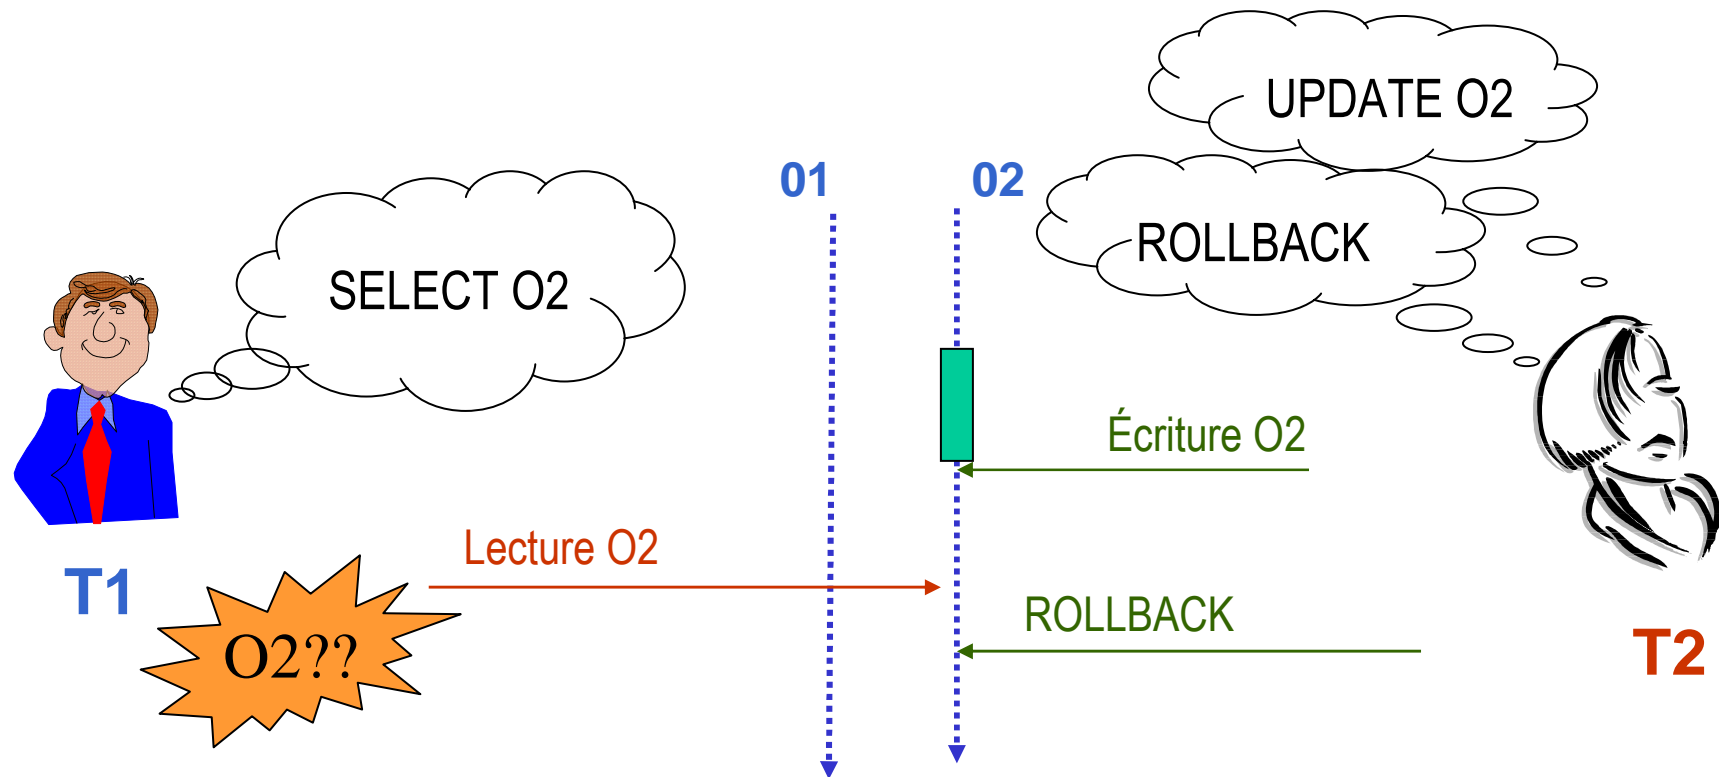 UPDATE O2
01
02
ROLLBACK
SELECT O2
Écriture O2
Lecture O2
T1
ROLLBACK
O2??
T2